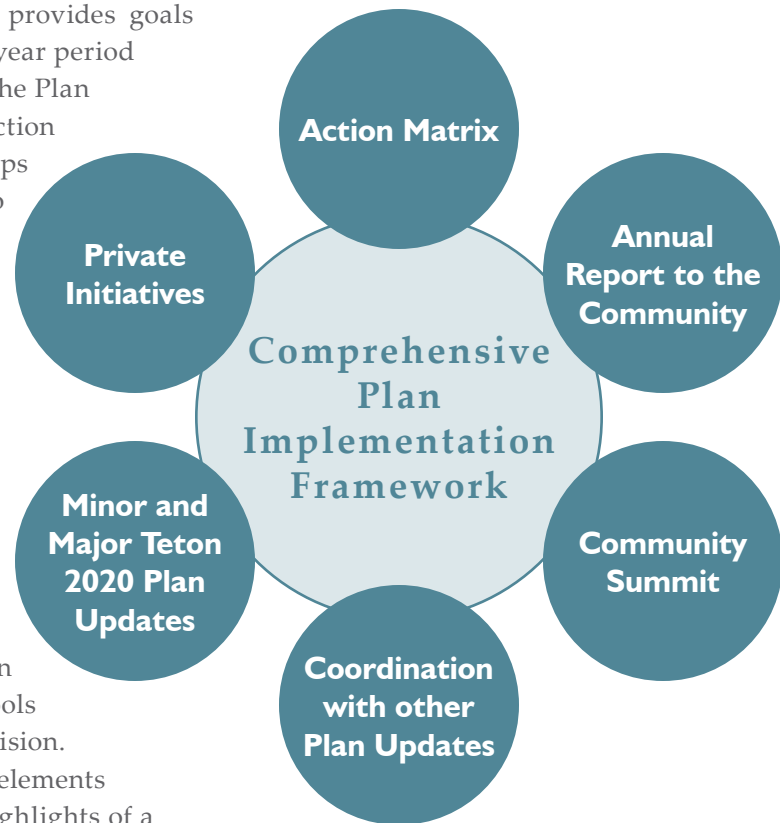 provides goals
year period
he Plan
ction
ps
Action Matrix
Annual
Report to the
Community
Community
Summit
Coordination
with other
Plan Updates
Minor and
Major Teton
2020 Plan
Updates
Private
Initiatives
Comprehensive
Plan
Implementation
Framework
n
ols
ision.
elements
ghlights of a